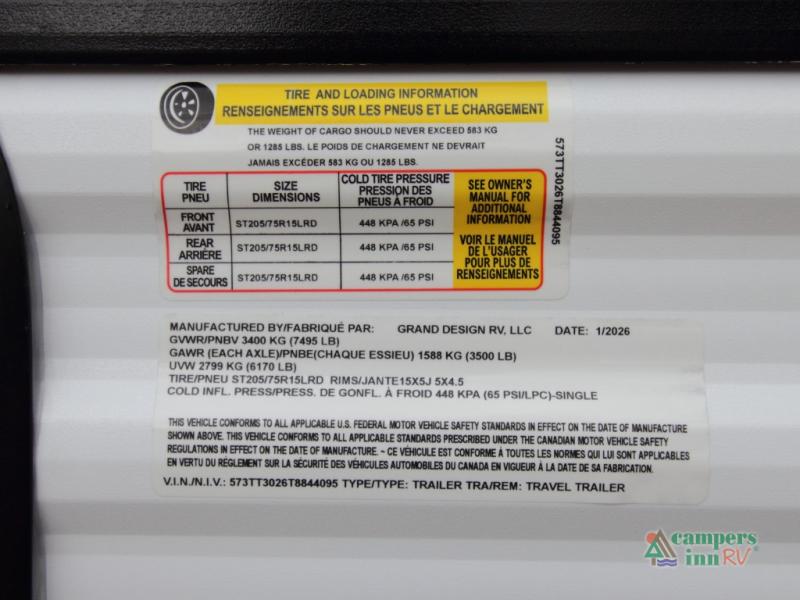 TIRE AND LOADING INFORMATION
RENSEIGNEMENTS SUR LES PNEUS ET LE CHARGEMENT
THE WEIGHT OF CARGO SHOULD NEVER EXCEED 583 KG
OR 1285 LBS. LE POIDS DE CHARGEMENT NE DEVRAIT
JAMAIS EXCÉDER 583 KG OU 1285 LBS.
TIRE
PNEU
SIZE
DIMENSIONS
COLD TIRE PRESSURE
PRESSION DES
PNEUS À FROID
SEE OWNER'S
MANUAL FOR
ADDITIONAL
INFORMATION
VOIR LE MANUEL
DE L'USAGER
POUR PLUS DE
RENSEIGNEMENTS
FRONT
AVANT
ST205/75R15LRD
448 KPA /65 PSI
REAR
ARRIÈRE
ST205/75R15LRD
448 KPA /65 PSI
SPARE
DE SECOURS
ST205/75R15LRD
448 KPA /65 PSI
573TT3026T8844095
MANUFACTURED BY/FABRIQUÉ PAR: GRAND DESIGN RV, LLC DATE: 1/2026
GVWR/PNBV 3400 KG (7495 LB)
GAWR (EACH AXLE)/PNBE(CHAQUE ESSIEU) 1588 KG (3500 LB)
UVW 2799 KG (6170 LB)
TIRE/PNEU ST205/75R15LRD RIMS/JANTE15X5J 5X4.5
COLD INFL. PRESS/PRESS. DE GONFL. À FROID 448 KPA (65 PSI/LPC)-SINGLE
THIS VEHICLE CONFORMS TO ALL APPLICABLE U.S. FEDERAL MOTOR VEHICLE SAFETY STANDARDS IN EFFECT ON THE DATE OF MANUFACTURE
SHOWN ABOVE. THIS VEHICLE CONFORMS TO ALL APPLICABLE STANDARDS PRESCRIBED UNDER THE CANADIAN MOTOR VEHICLE SAFETY
REGULATIONS IN EFFECT ON THE DATE OF MANUFACTURE. ~ CE VÉHICULE EST CONFORME À TOUTES LES NORMES QUI LUI SONT APPLICABLES
EN VERTU DU RÈGLEMENT SUR LA SÉCURITÉ DES VÉHICULES AUTOMOBILES DU CANADA EN VIGUEUR À LA DATE DE SA FABRICATION.
V.I.N./N.I.V.: 573TT3026T8844095 TYPE/TYPE: TRAILER TRA/REM: TRAVEL TRAILER
campers
inn RV®